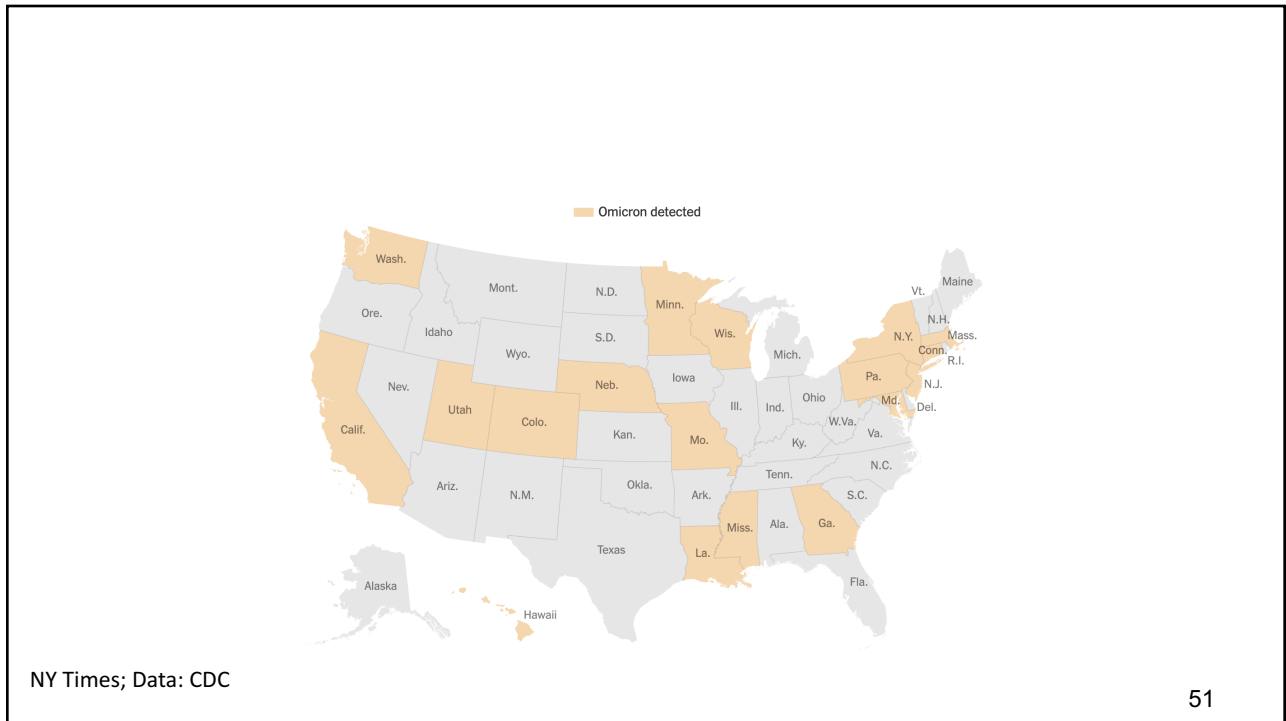 Omicron detected
Wash.
Mont.
N.D.
Minn.
Vt.
Maine
Ore.
Idaho
S.D.
Wis.
N.H.
N.Y.
Mass.
Wyo.
Mich.
Conn.
R.I.
Nev.
Neb.
Iowa
Pa.
N.J.
Calif.
Utah
Colo.
Ill.
Ind.
Ohio
Md.
Del.
Kan.
Mo.
W.Va.
Va.
Ky.
Ariz.
N.M.
Okla.
Ark.
Tenn.
N.C.
S.C.
Texas
La.
Miss.
Ala.
Ga.
Fla.
Alaska
Hawaii
NY Times; Data: CDC
51